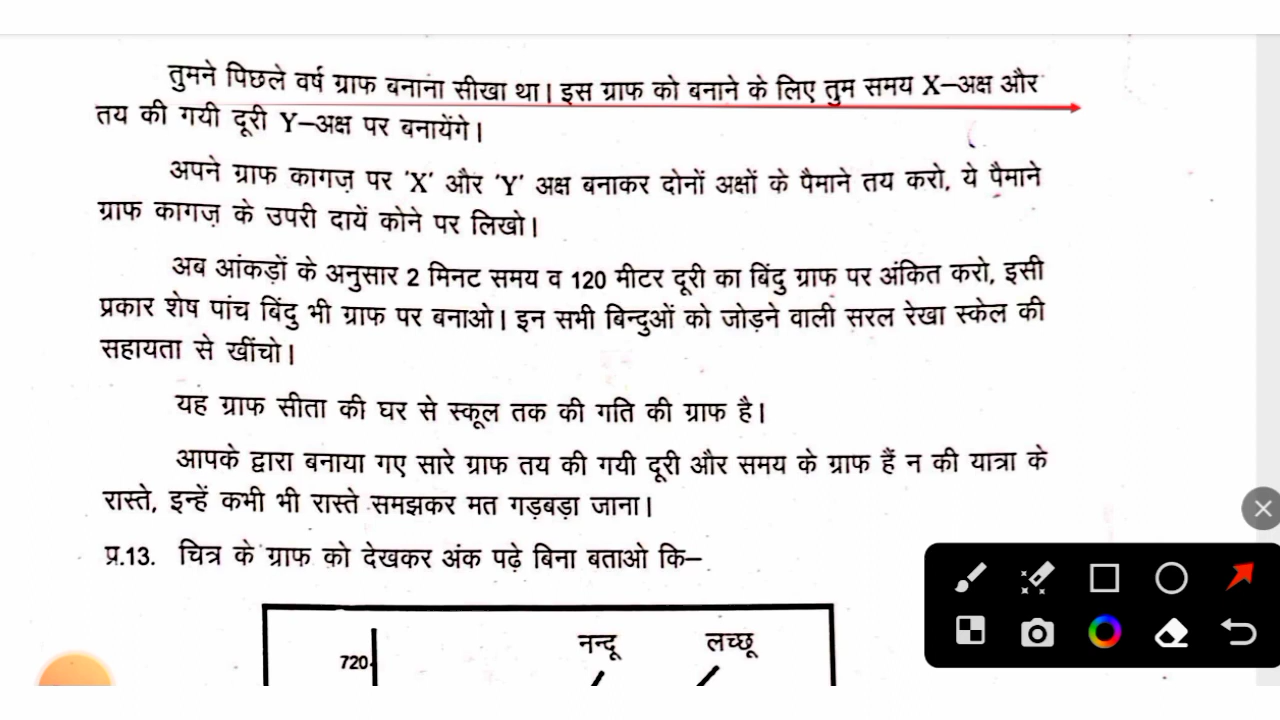 तुमने पिछले वर्ष ग्राफ बनाना सीखा था। इस ग्राफ को बनाने के लिए तुम समय X–अक्ष और
तय की गयी दूरी Y–अक्ष पर बनायेंगे।
अपने ग्राफ कागज़ पर 'X' और 'Y' अक्ष बनाकर दोनों अक्षों के पैमाने तय करो, ये पैमाने
ग्राफ कागज़ के उपरी दायें कोने पर लिखो।
अब आंकड़ों के अनुसार 2 मिनट समय व 120 मीटर दूरी का बिंदु ग्राफ पर अंकित करो, इसी
प्रकार शेष पांच बिंदु भी ग्राफ पर बनाओ। इन सभी बिन्दुओं को जोड़ने वाली सरल रेखा स्केल की
सहायता से खींचो।
यह ग्राफ सीता की घर से स्कूल तक की गति की ग्राफ है।
आपके द्वारा बनाया गए सारे ग्राफ तय की गयी दूरी और समय के ग्राफ हैं न की यात्रा के
रास्ते, इन्हें कभी भी रास्ते समझकर मत गड़बड़ा जाना।
प्र.13. चित्र के ग्राफ को देखकर अंक पढ़े बिना बताओ कि–
नन्दू लच्छू
720